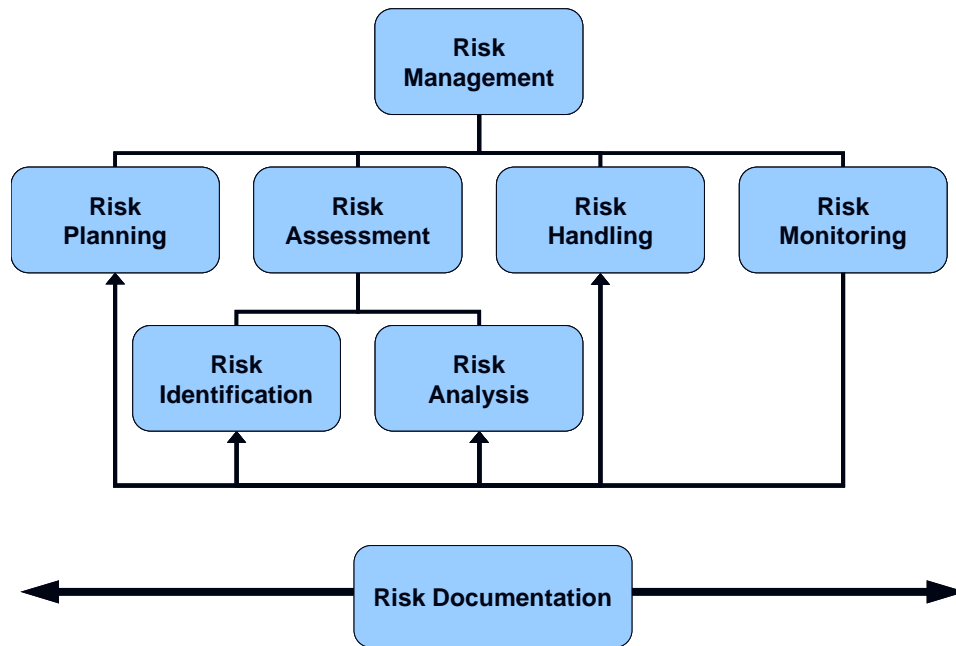 Risk
Management
Risk
Planning
Risk
Assessment
Risk
Handling
Risk
Monitoring
Risk
Identification
Risk
Analysis
Risk Documentation